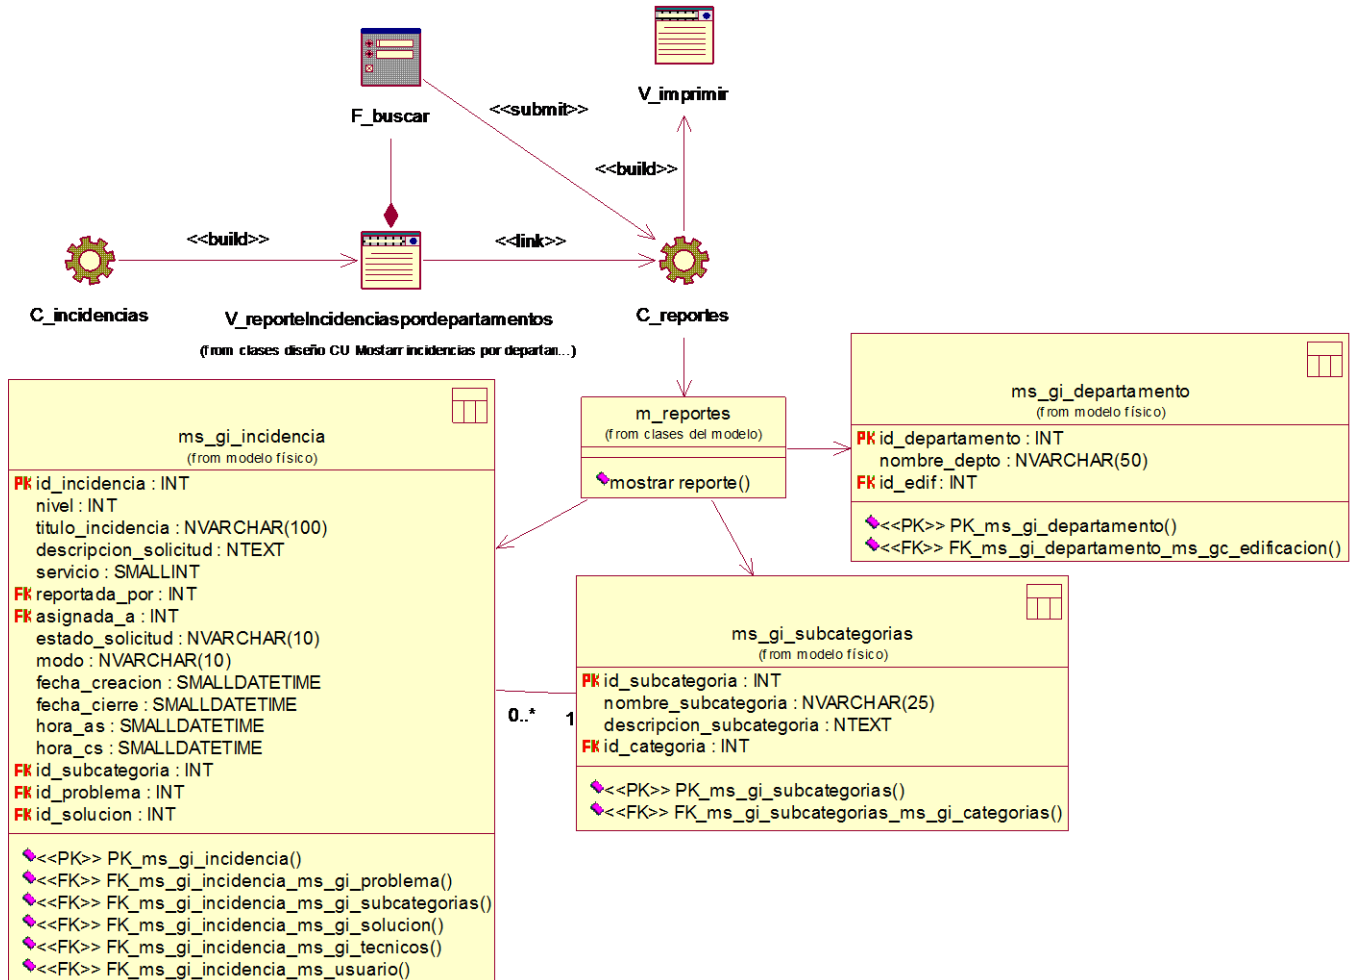 V_imprimir
F_buscar
<<submit>>
<<build>>
<<build>>
<<link>>
C_incidencias
V_reporteIncidenciaspordepartamentos
(from clases diseño CU Mostarr incidencias por departan...)
C_reportes
ms_gi_incidencia
(from modelo físico)
PK id_incidencia : INT
nivel : INT
titulo_incidencia : NVARCHAR(100)
descripcion_solicitud : NTEXT
servicio : SMALLINT
FK reportada_por : INT
FK asignada_a : INT
estado_solicitud : NVARCHAR(10)
modo : NVARCHAR(10)
fecha_creacion : SMALLDATETIME
fecha_cierre : SMALLDATETIME
hora_as : SMALLDATETIME
hora_cs : SMALLDATETIME
FK id_subcategoria : INT
FK id_problema : INT
FK id_solucion : INT
<<PK>> PK_ms_gi_incidencia()
<<FK>> FK_ms_gi_incidencia_ms_gi_problema()
<<FK>> FK_ms_gi_incidencia_ms_gi_subcategorias()
<<FK>> FK_ms_gi_incidencia_ms_gi_solucion()
<<FK>> FK_ms_gi_incidencia_ms_gi_tecnicos()
<<FK>> FK_ms_gi_incidencia_ms_usuario()
m_reportes
(from clases del modelo)
mostrar reporte()
ms_gi_departamento
(from modelo físico)
PK id_departamento : INT
nombre_depto : NVARCHAR(50)
FK id_edif : INT
<<PK>> PK_ms_gi_departamento()
<<FK>> FK_ms_gi_departamento_ms_gc_edificacion()
0..*
1
ms_gi_subcategorias
(from modelo físico)
PK id_subcategoria : INT
nombre_subcategoria : NVARCHAR(25)
descripcion_subcategoria : NTEXT
FK id_categoria : INT
<<PK>> PK_ms_gi_subcategorias()
<<FK>> FK_ms_gi_subcategorias_ms_gi_categorias()